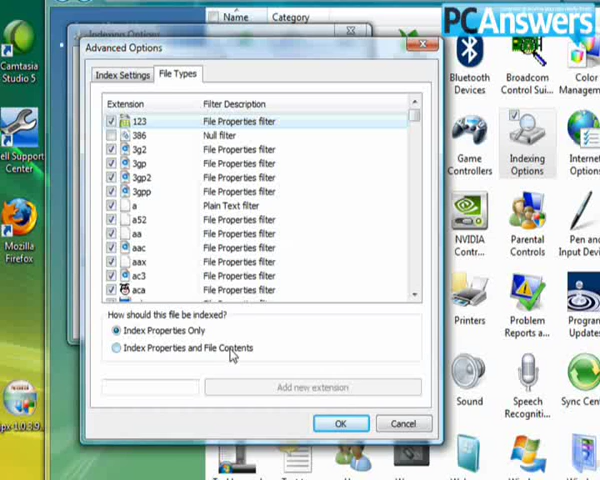 PCAnswers
Name
Category
Indexing Options
Advanced Options
Index Settings
File Types
Extension
Filter Description
123
File Properties filter
386
Null filter
3g2
File Properties filter
3gp
File Properties filter
3gp2
File Properties filter
3gpp
File Properties filter
a
Plain Text filter
a52
File Properties filter
aa
File Properties filter
aac
File Properties filter
aax
File Properties filter
ac3
File Properties filter
aca
File Properties filter
How should this file be indexed?
Index Properties Only
Index Properties and File Contents
Add new extension
OK
Cancel
Camtasia
Studio 5
ell Support
Center
Mozilla
Firefox
Bluetooth
Devices
Broadcom
Control Sui...
Color
Managem
Game
Controllers
Indexing
Options
Internet
Options
NVIDIA
Contr...
Parental
Controls
Pen and
Input Devi
Printers
Problem
Reports a...
Program
Updates
Sound
Speech
Recogniti...
Sync Cent